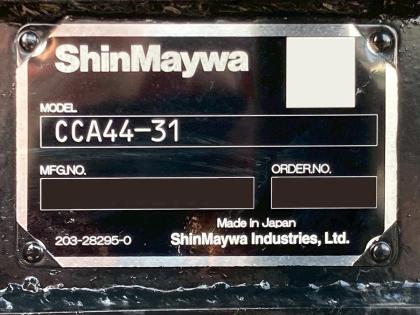 ShinMaywa
MODEL
CCA44-31
MFG.NO.
ORDER.NO.
Made in Japan
203-28295-0
ShinMaywa Industries, Ltd.